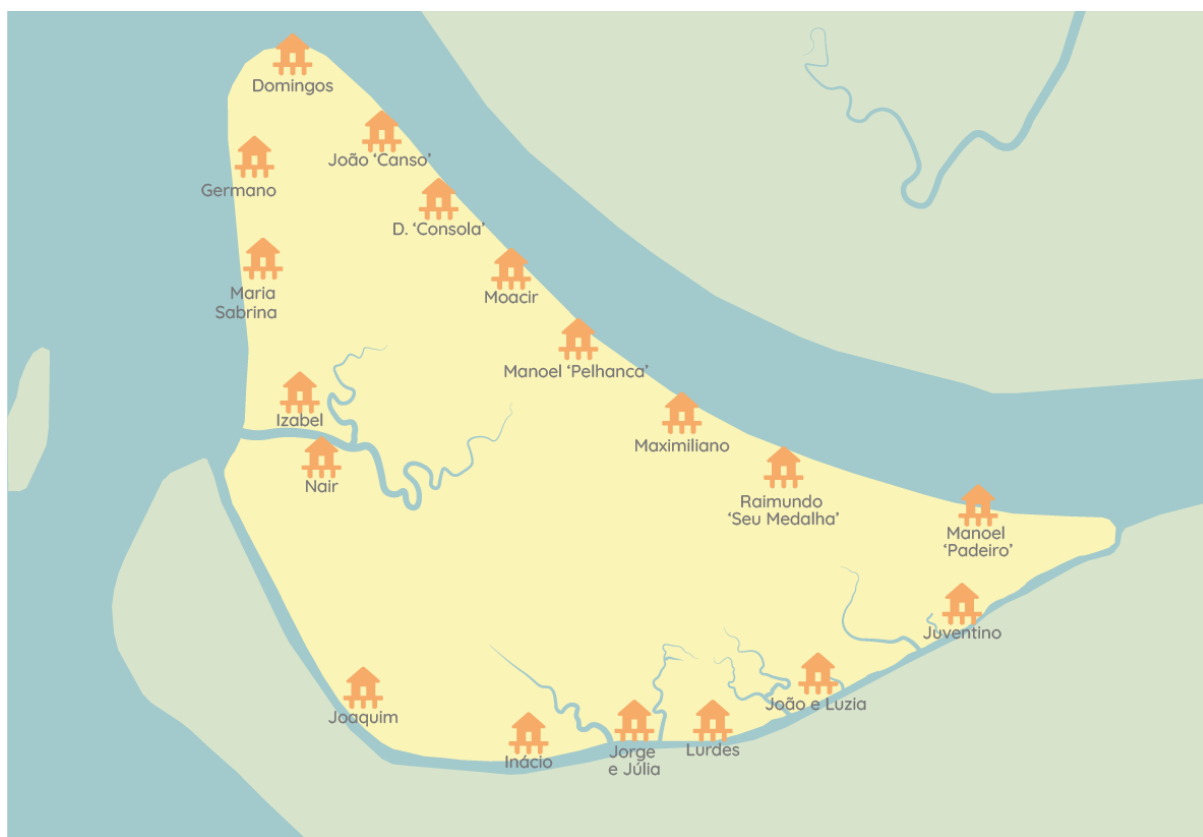 Domingos
João ‘Canso’
Germano
D. ‘Consola’
Maria
Sabrina
Moacir
Manoel ‘Pelhanca’
Izabel
Maximiliano
Nair
Raimundo
‘Seu Medalha’
Manoel
‘Padeiro’
Juventino
João e Luzia
Joaquim
Inácio
Jorge
e Júlia
Lurdes